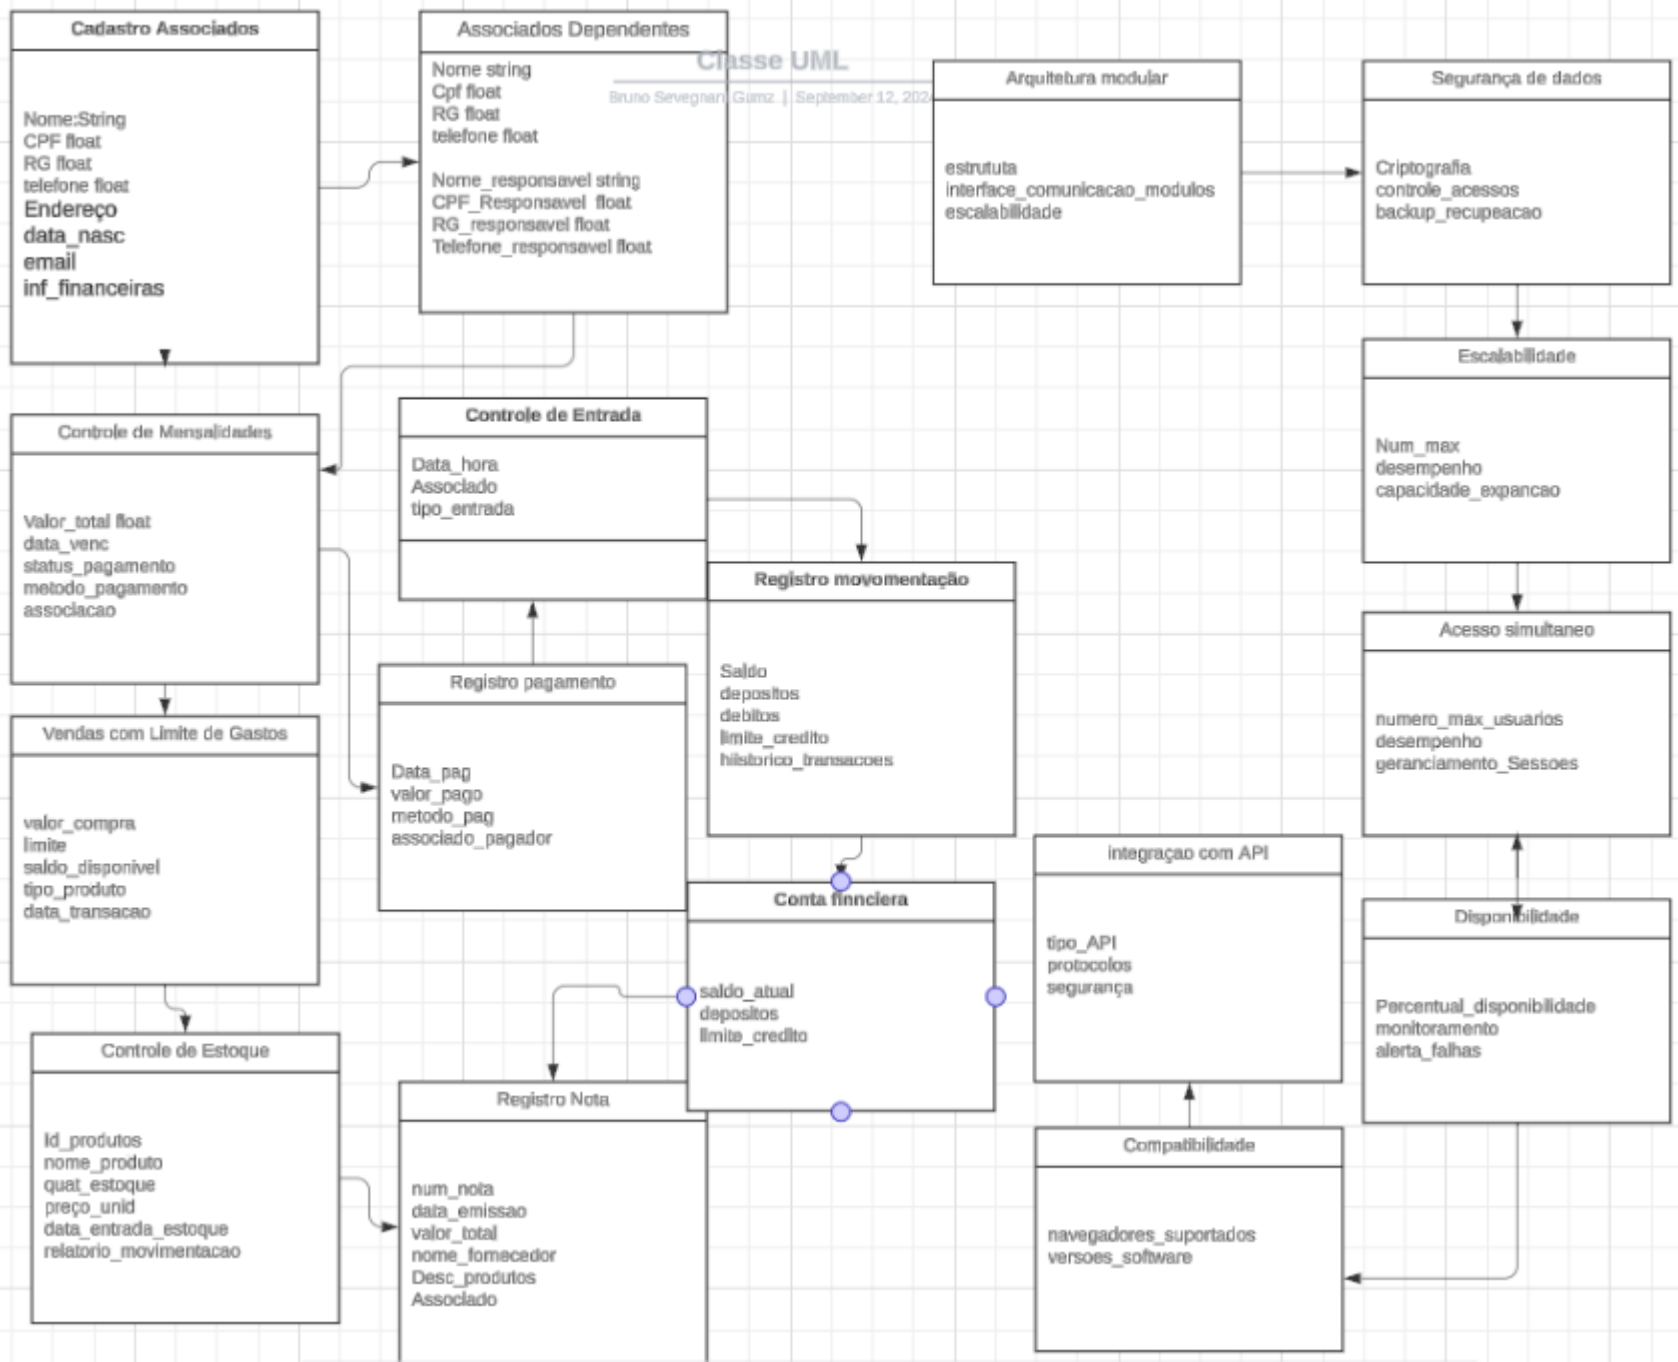 Cadastro Associados
Nome:String
CPF float
RG float
telefone float
Endereço
data_nasc
email
inf_financeiras
Associados Dependentes
Nome string
Cpf float
RG float
telefone float
Nome_responsavel string
CPF_Responsavel float
RG_responsavel float
Telefone_responsavel float
Classe UML
Bruno Sevegnani Gumz | September 12, 2024
Arquitetura modular
estrututa
interface_comunicacao_modulos
escalabilidade
Segurança de dados
Criptografia
controle_acessos
backup_recupeacao
Escalabilidade
Num_max
desempenho
capacidade_expancao
Controle de Mensalidades
Valor_total float
data_venc
status_pagamento
metodo_pagamento
associacao
Controle de Entrada
Data_hora
Associado
tipo_entrada
Registro movomentação
Saldo
depositos
debitos
limite_credito
hiistorico_transacoes
Acesso simultaneo
numero_max_usuarios
desempenho
geranciamento_Sessoes
Registro pagamento
Data_pag
valor_pago
metodo_pag
associado_pagador
Vendas com Limite de Gastos
valor_compra
limite
saldo_disponivel
tipo_produto
data_transacao
integraçao com API
tipo_API
protocolos
segurança
Conta finnciera
saldo_atual
depositos
limite_credito
Disponibilidade
Percentual_disponibilidade
monitoramento
alerta_falhas
Controle de Estoque
Id_produtos
nome_produto
quat_estoque
preço_unid
data_entrada_estoque
relatorio_movimentacao
Registro Nota
num_nota
data_emissao
valor_total
nome_fornecedor
Desc_produtos
Associado
Compatibilidade
navegadores_suportados
versoes_software